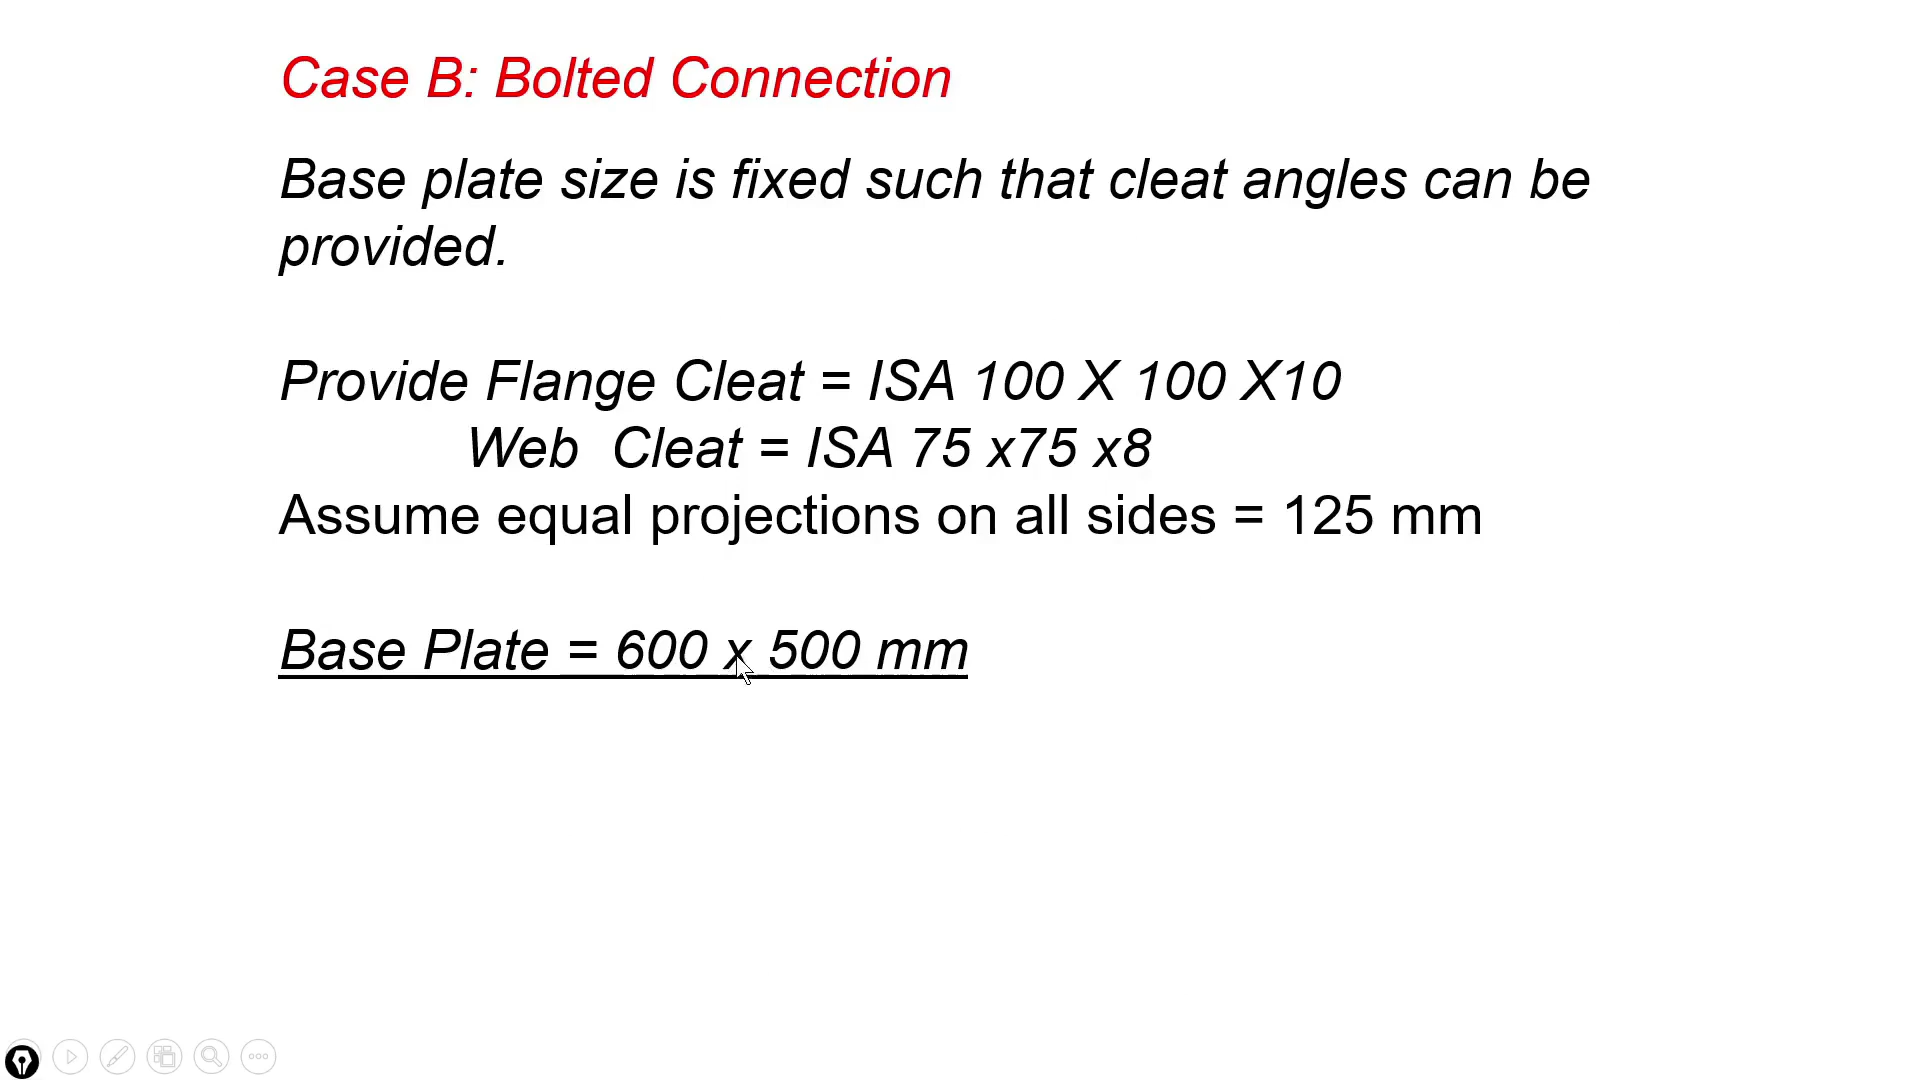 Case B: Bolted Connection
Base plate size is fixed such that cleat angles can be
provided.
Provide Flange Cleat = ISA 100 X 100 X10
Web Cleat = ISA 75 x75 x8
Assume equal projections on all sides = 125 mm
Base Plate = 600 x 500 mm